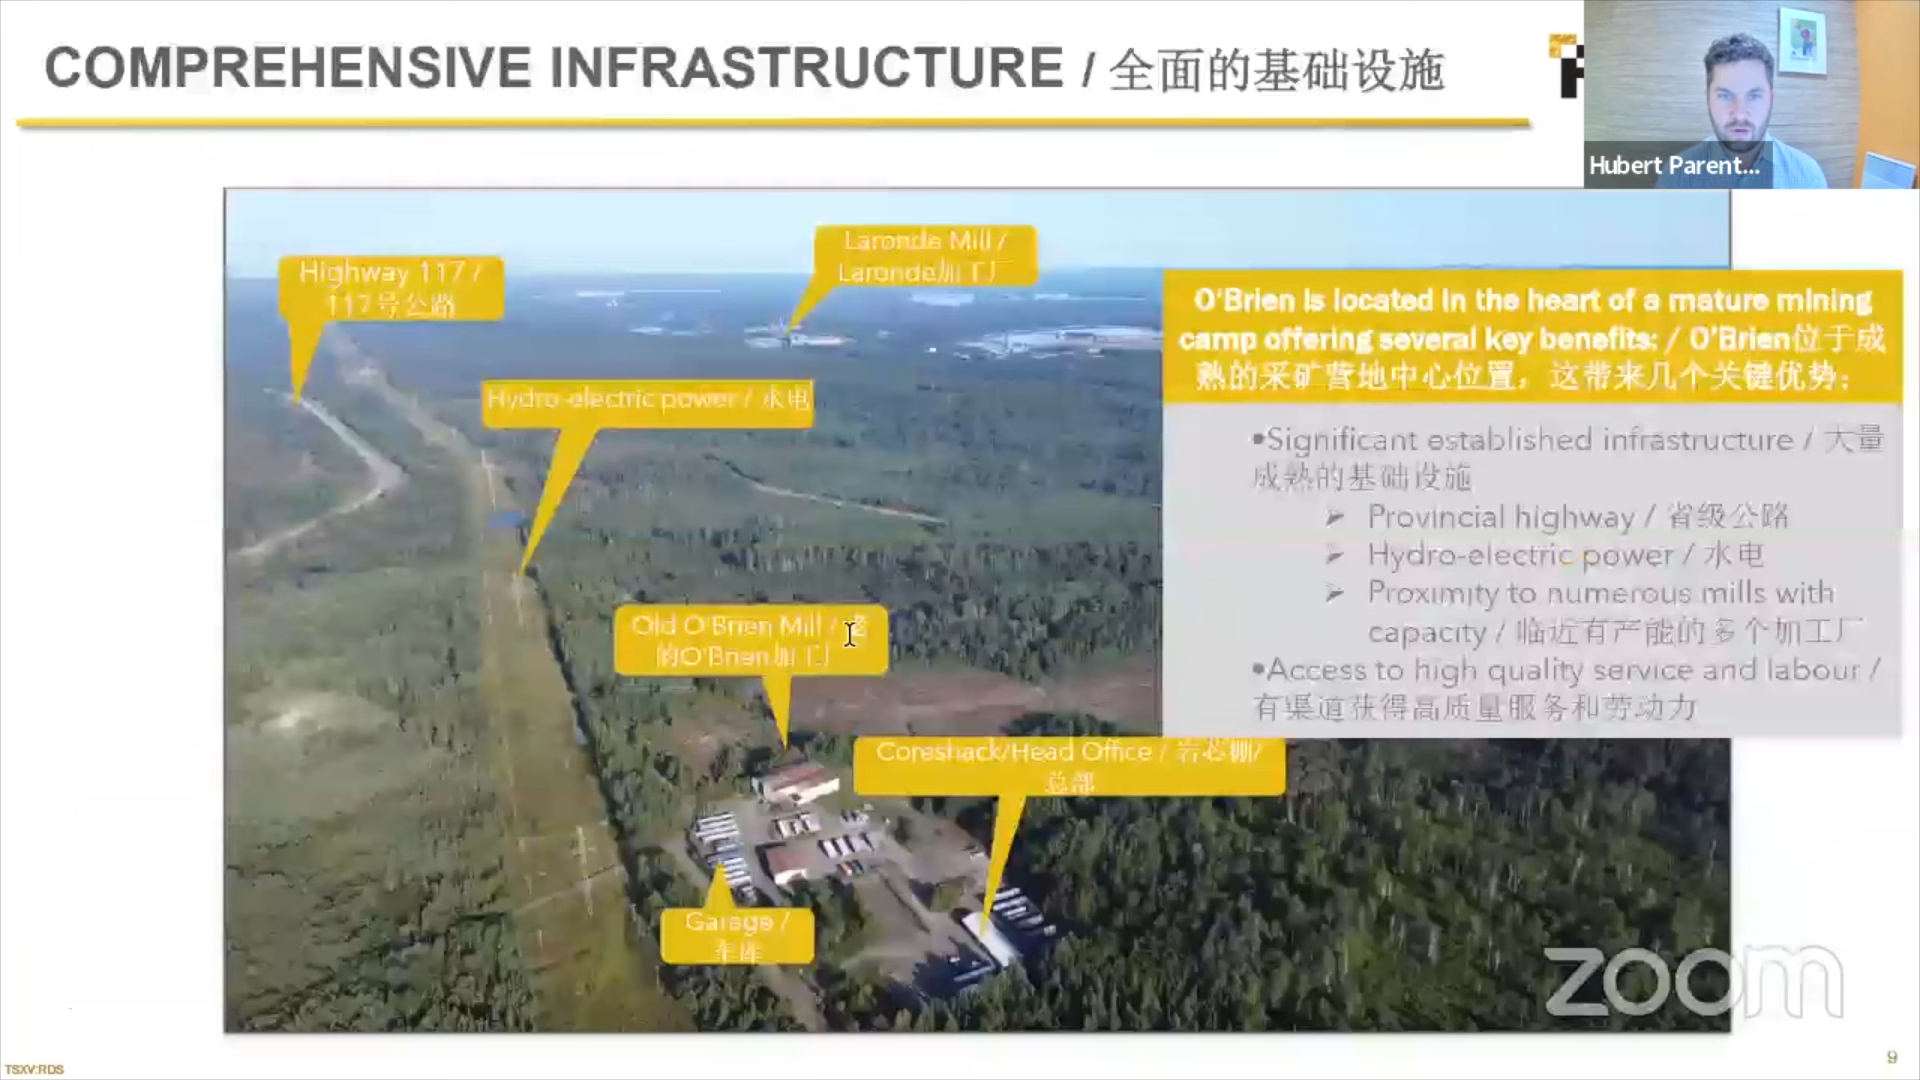 COMPREHENSIVE INFRASTRUCTURE / 全面的基础设施
Hubert Parent...
Highway 117 /
117号公路
Laronde Mill /
Laronde加工厂
Hydro-electric power / 水电
O'Brien is located in the heart of a mature mining
camp offering several key benefits: / O'Brien位于成
熟的采矿营地中心位置，这带来几个关键优势：
•Significant established infrastructure / 大量
成熟的基础设施
➢ Provincial highway / 省级公路
➢ Hydro-electric power / 水电
➢ Proximity to numerous mills with
capacity / 临近有产能的多个加工厂
•Access to high quality service and labour /
有渠道获得高质量服务和劳动力
Old O'Brien Mill / 老
的O'Brien加工厂
Coreshack/Head Office / 岩芯棚/
总部
Garage /
车库
zoom
TSXV:RDS
9